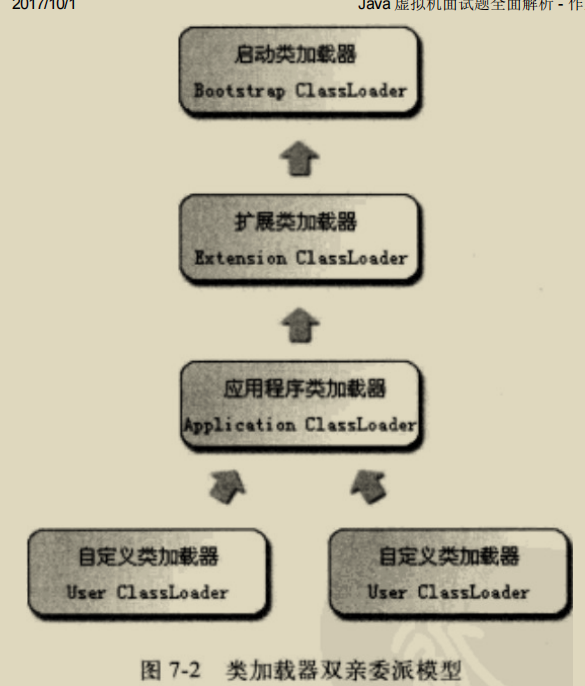 2017/10/1
Java 虚拟机面试题全面解析 - 作
启动类加载器
Bootstrap ClassLoader
扩展类加载器
Extension ClassLoader
应用程序类加载器
Application ClassLoader
自定义类加载器
User ClassLoader
自定义类加载器
User ClassLoader
图 7-2 类加载器双亲委派模型